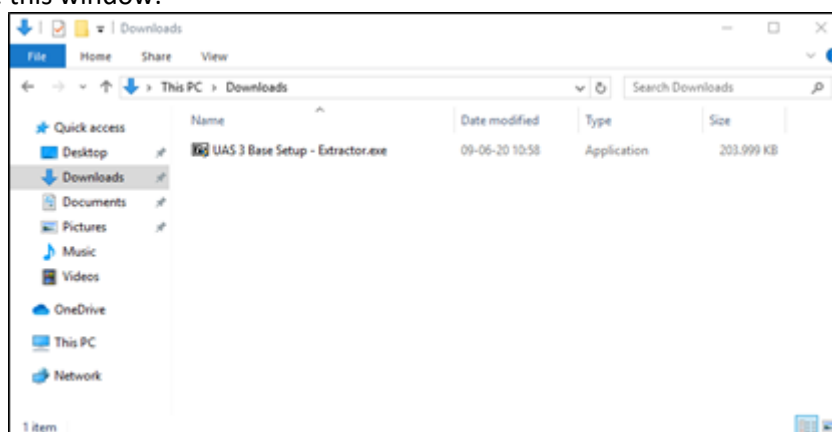 this window:
Downloads
File Home Share View
This PC > Downloads Search Downloads
Name Date modified Type Size
Quick access
Desktop UAS 3 Base Setup - Extractor.exe 09-06-20 10:58 Application 203.999 KB
Downloads
Documents
Pictures
Music
Videos
OneDrive
This PC
Network
1 item